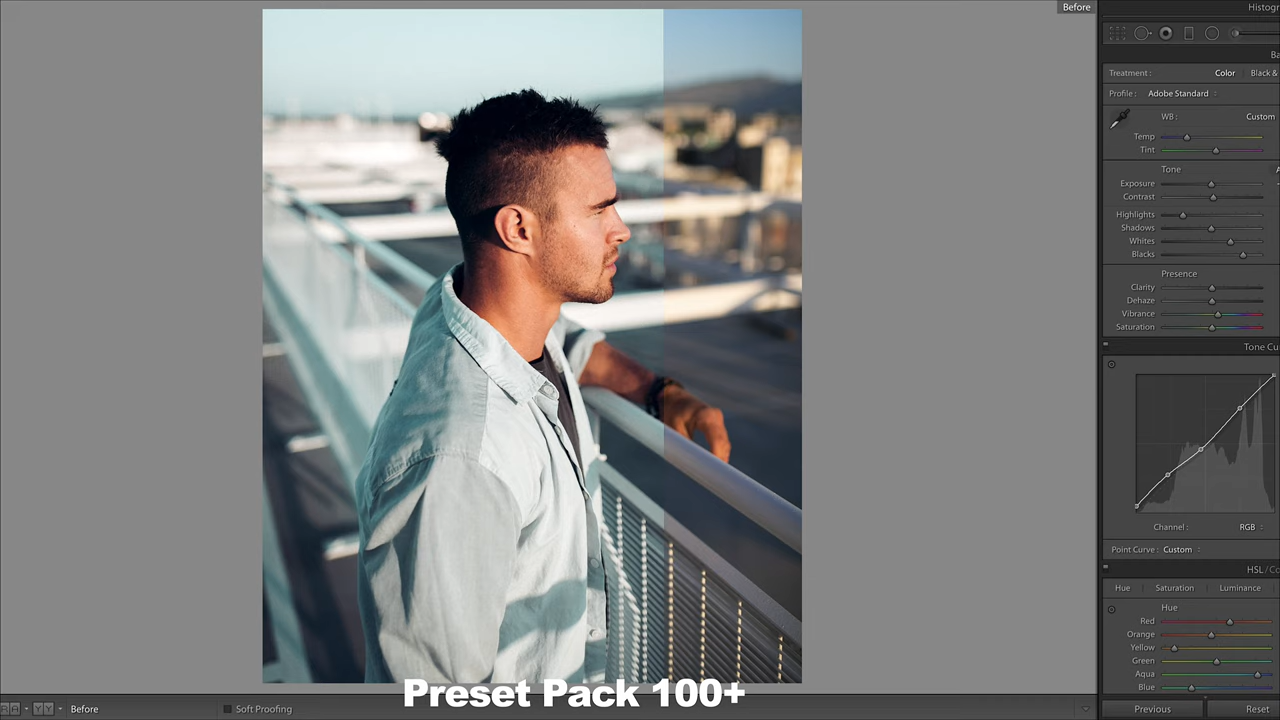 Before
Histogr
Ba
Treatment : Color Black &
Profile : Adobe Standard
WB : Custom
Temp
Tint
Tone A
Exposure
Contrast
Highlights
Shadows
Whites
Blacks
Presence
Clarity
Dehaze
Vibrance
Saturation
Tone Cu
Channel : RGB
Point Curve : Custom
HSL / Co
Hue Saturation Luminance
Hue
Red
Orange
Yellow
Green
Aqua
Blue
Preset Pack 100+
YY Before Soft Proofing Previous Reset